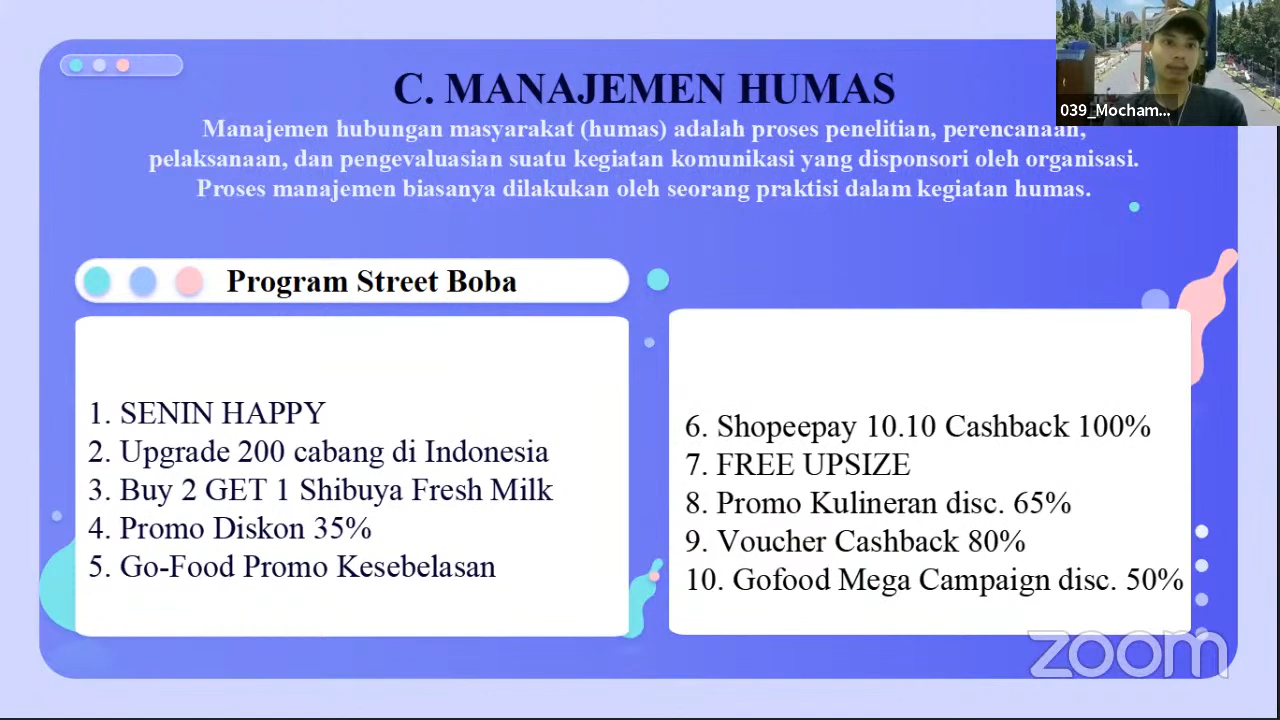 C. MANAJEMEN HUMAS
039_Mocham...
Manajemen hubungan masyarakat (humas) adalah proses penelitian, perencanaan,
pelaksanaan, dan pengevaluasian suatu kegiatan komunikasi yang disponsori oleh organisasi.
Proses manajemen biasanya dilakukan oleh seorang praktisi dalam kegiatan humas.
Program Street Boba
1. SENIN HAPPY
2. Upgrade 200 cabang di Indonesia
3. Buy 2 GET 1 Shibuya Fresh Milk
4. Promo Diskon 35%
5. Go-Food Promo Kesebelasan
6. Shopeepay 10.10 Cashback 100%
7. FREE UPSIZE
8. Promo Kulineran disc. 65%
9. Voucher Cashback 80%
10. Gofood Mega Campaign disc. 50%
zoom